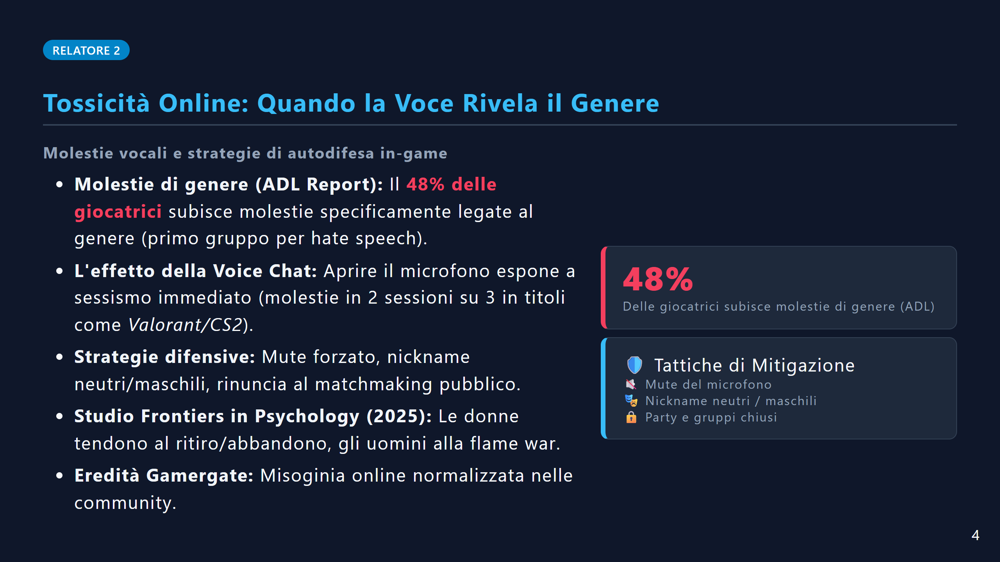 RELATORE 2
Tossicità Online: Quando la Voce Rivela il Genere
Molestie vocali e strategie di autodifesa in-game
• Molestie di genere (ADL Report): Il 48% delle
giocatrici subisce molestie specificamente legate al
genere (primo gruppo per hate speech).
• L'effetto della Voice Chat: Aprire il microfono espone a
sessismo immediato (molestie in 2 sessioni su 3 in titoli
come Valorant/CS2).
• Strategie difensive: Mute forzato, nickname
neutri/maschili, rinuncia al matchmaking pubblico.
• Studio Frontiers in Psychology (2025): Le donne
tendono al ritiro/abbandono, gli uomini alla flame war.
• Eredità Gamergate: Misoginia online normalizzata nelle
community.
48%
Delle giocatrici subisce molestie di genere (ADL)
Tattiche di Mitigazione
Mute del microfono
Nickname neutri / maschili
Party e gruppi chiusi
4